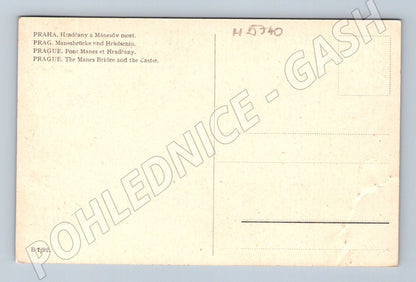 PRAHA. Hradčany a Mánesův most.
PRAG. Manesbrücke und Hradschin.
PRAGUE. Pont Manes et Hradčany.
PRAGUE. The Manes Bridge and the Castle.
POHLEDNICE - GASH